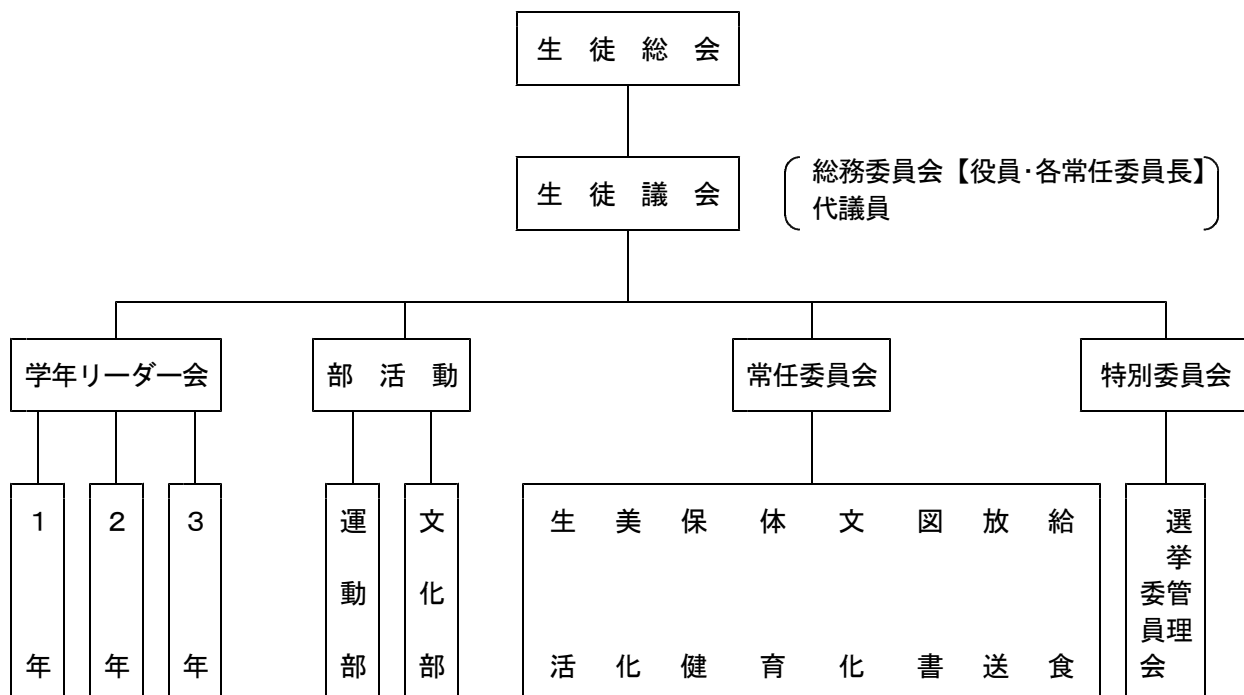 生徒総会
生徒議会
総務委員会【役員・各常任委員長】
代議員
学年リーダー会
部活動
常任委員会
特別委員会
1年
2年
3年
運動部
文化部
生活
美化
保健
体育
文化
図書
放送
給食
選挙管理
委員会